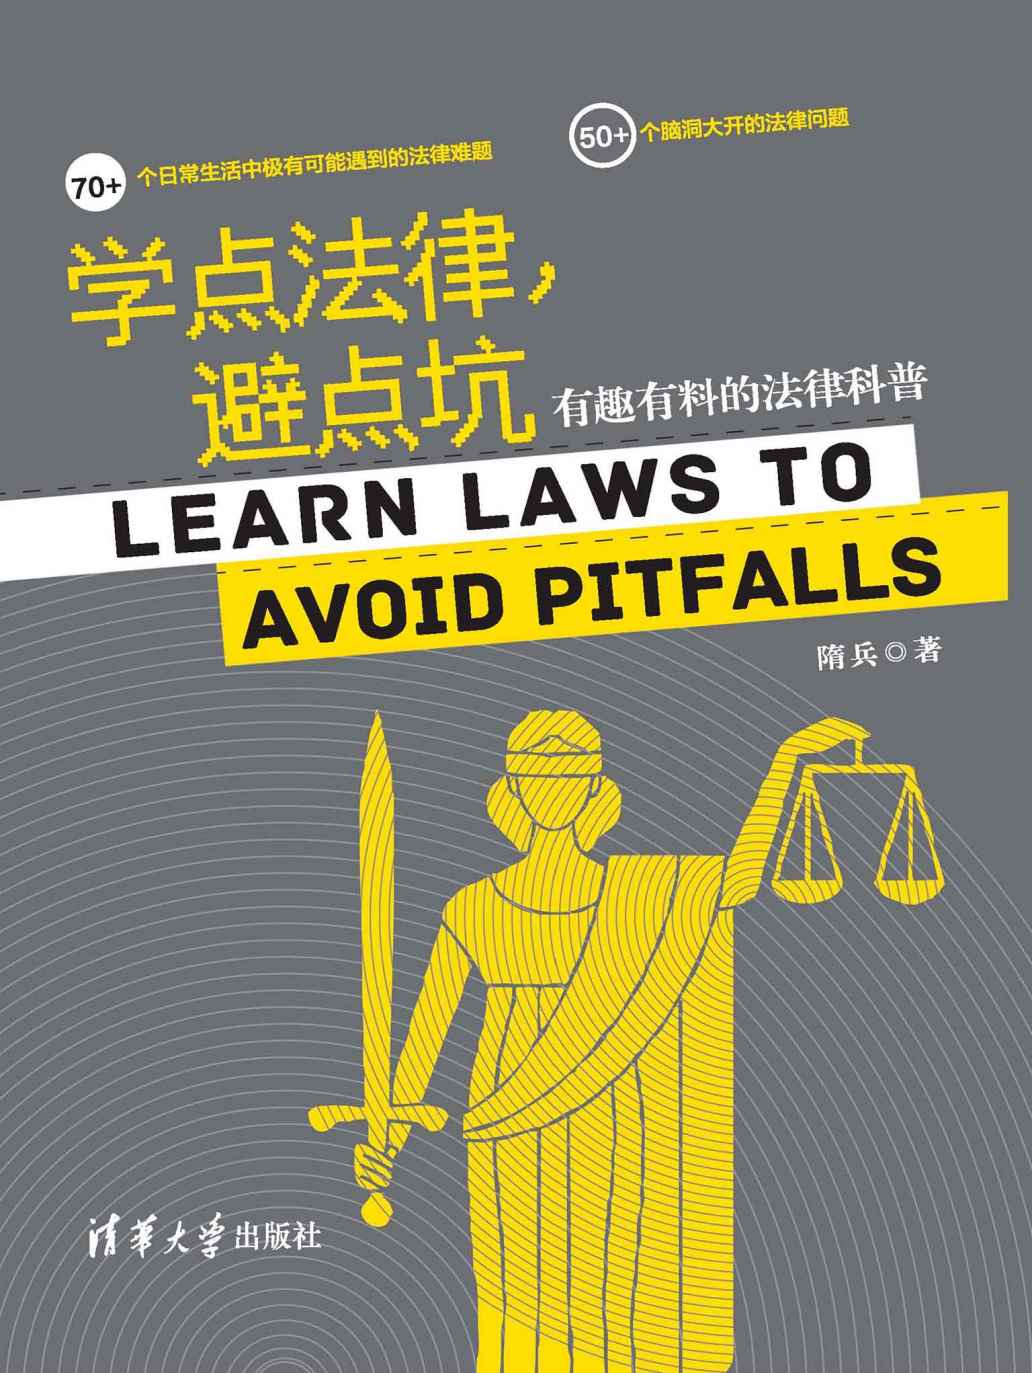 70+ 个日常生活中极有可能遇到的法律难题
50+ 个脑洞大开的法律问题
学点法律，
避点坑
有趣有料的法律科普
LEARN LAWS TO
AVOID PITFALLS
隋兵◎著
清华大学出版社